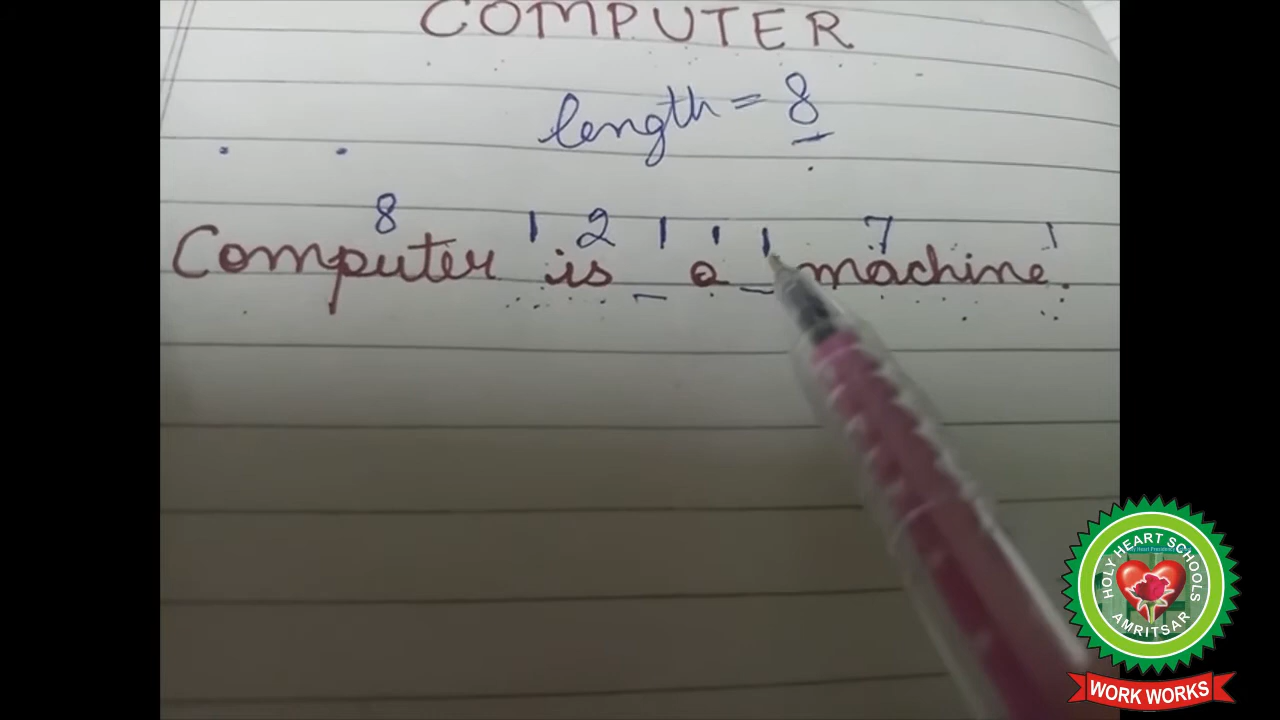 COMPUTER
length = 8
8 1 2 1 1 1 7 1
Computer is _ a _ machine.
HOLY HEART SCHOOLS
AMRITSAR
WORK WORKS